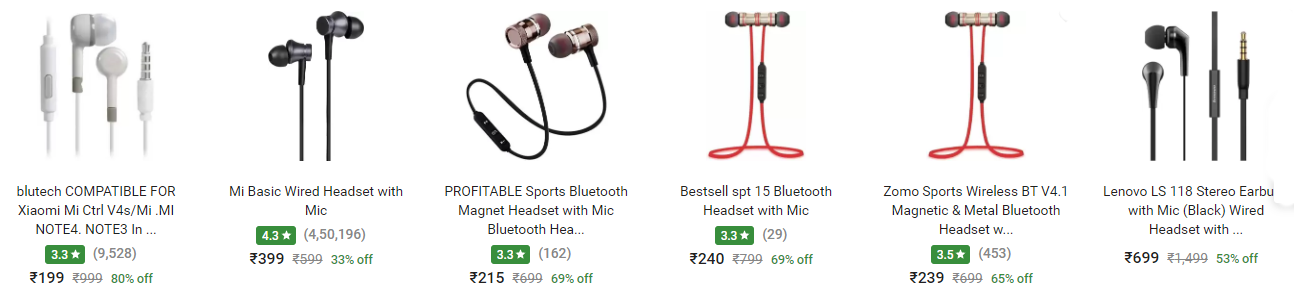 blutech COMPATIBLE FOR
Xiaomi Mi Ctrl V4s/Mi .MI
NOTE4. NOTE3 In ...
3.3★ (9,528)
₹199 ₹999 80% off
Mi Basic Wired Headset with
Mic
4.3★ (4,50,196)
₹399 ₹599 33% off
PROFITABLE Sports Bluetooth
Magnet Headset with Mic
Bluetooth Hea...
3.3★ (162)
₹215 ₹699 69% off
Bestsell spt 15 Bluetooth
Headset with Mic
3.3★ (29)
₹240 ₹799 69% off
Zomo Sports Wireless BT V4.1
Magnetic & Metal Bluetooth
Headset w...
3.5★ (453)
₹239 ₹699 65% off
Lenovo LS 118 Stereo Earbu
with Mic (Black) Wired
Headset with ...
₹699 ₹1,499 53% off